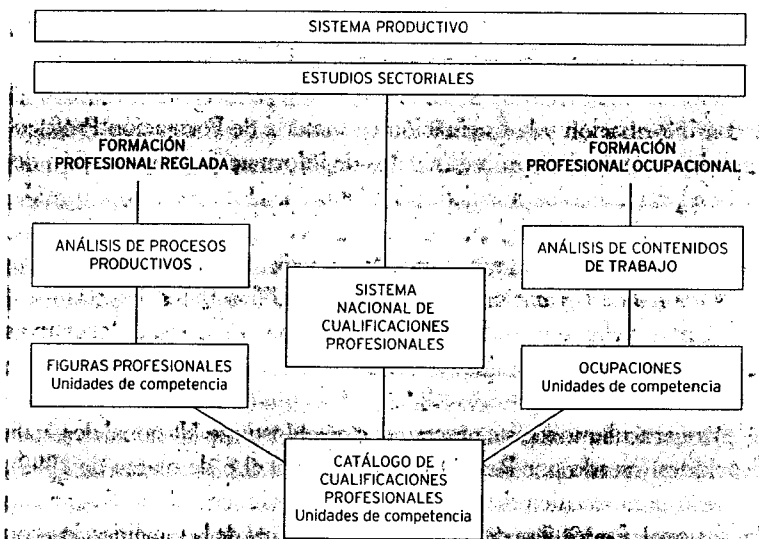 SISTEMA PRODUCTIVO
ESTUDIOS SECTORIALES
FORMACIÓN
PROFESIONAL REGLADA
FORMACIÓN
PROFESIONAL OCUPACIONAL
ANÁLISIS DE PROCESOS
PRODUCTIVOS
ANÁLISIS DE CONTENIDOS
DE TRABAJO
SISTEMA
NACIONAL DE
CUALIFICACIONES
PROFESIONALES
FIGURAS PROFESIONALES
Unidades de competencia
OCUPACIONES
Unidades de competencia
CATÁLOGO DE
CUALIFICACIONES
PROFESIONALES
Unidades de competencia